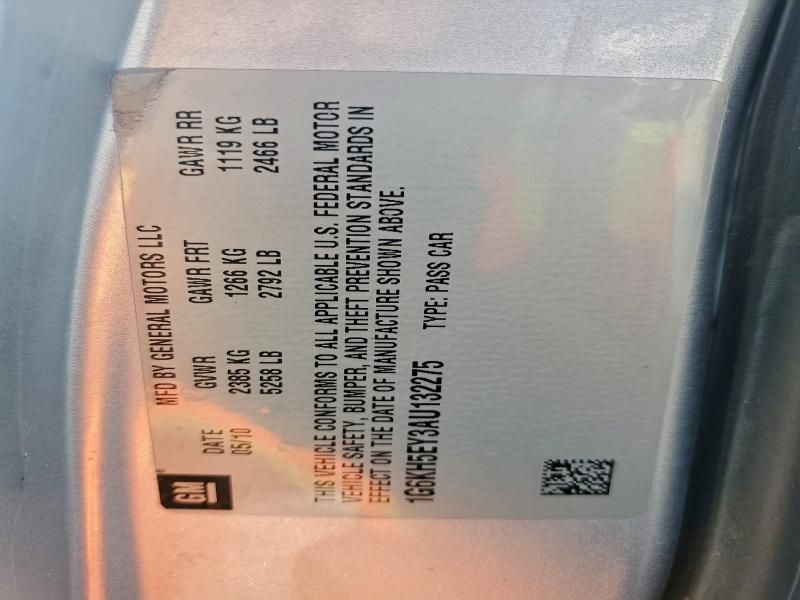 GM
MFD BY GENERAL MOTORS LLC
DATE GVWR GAWR FRT GAWR RR
05/10 2385 KG 1266 KG 1119 KG
5258 LB 2792 LB 2466 LB
THIS VEHICLE CONFORMS TO ALL APPLICABLE U.S. FEDERAL MOTOR
VEHICLE SAFETY, BUMPER, AND THEFT PREVENTION STANDARDS IN
EFFECT ON THE DATE OF MANUFACTURE SHOWN ABOVE.
1G6KH5EY3AU132275 TYPE: PASS CAR